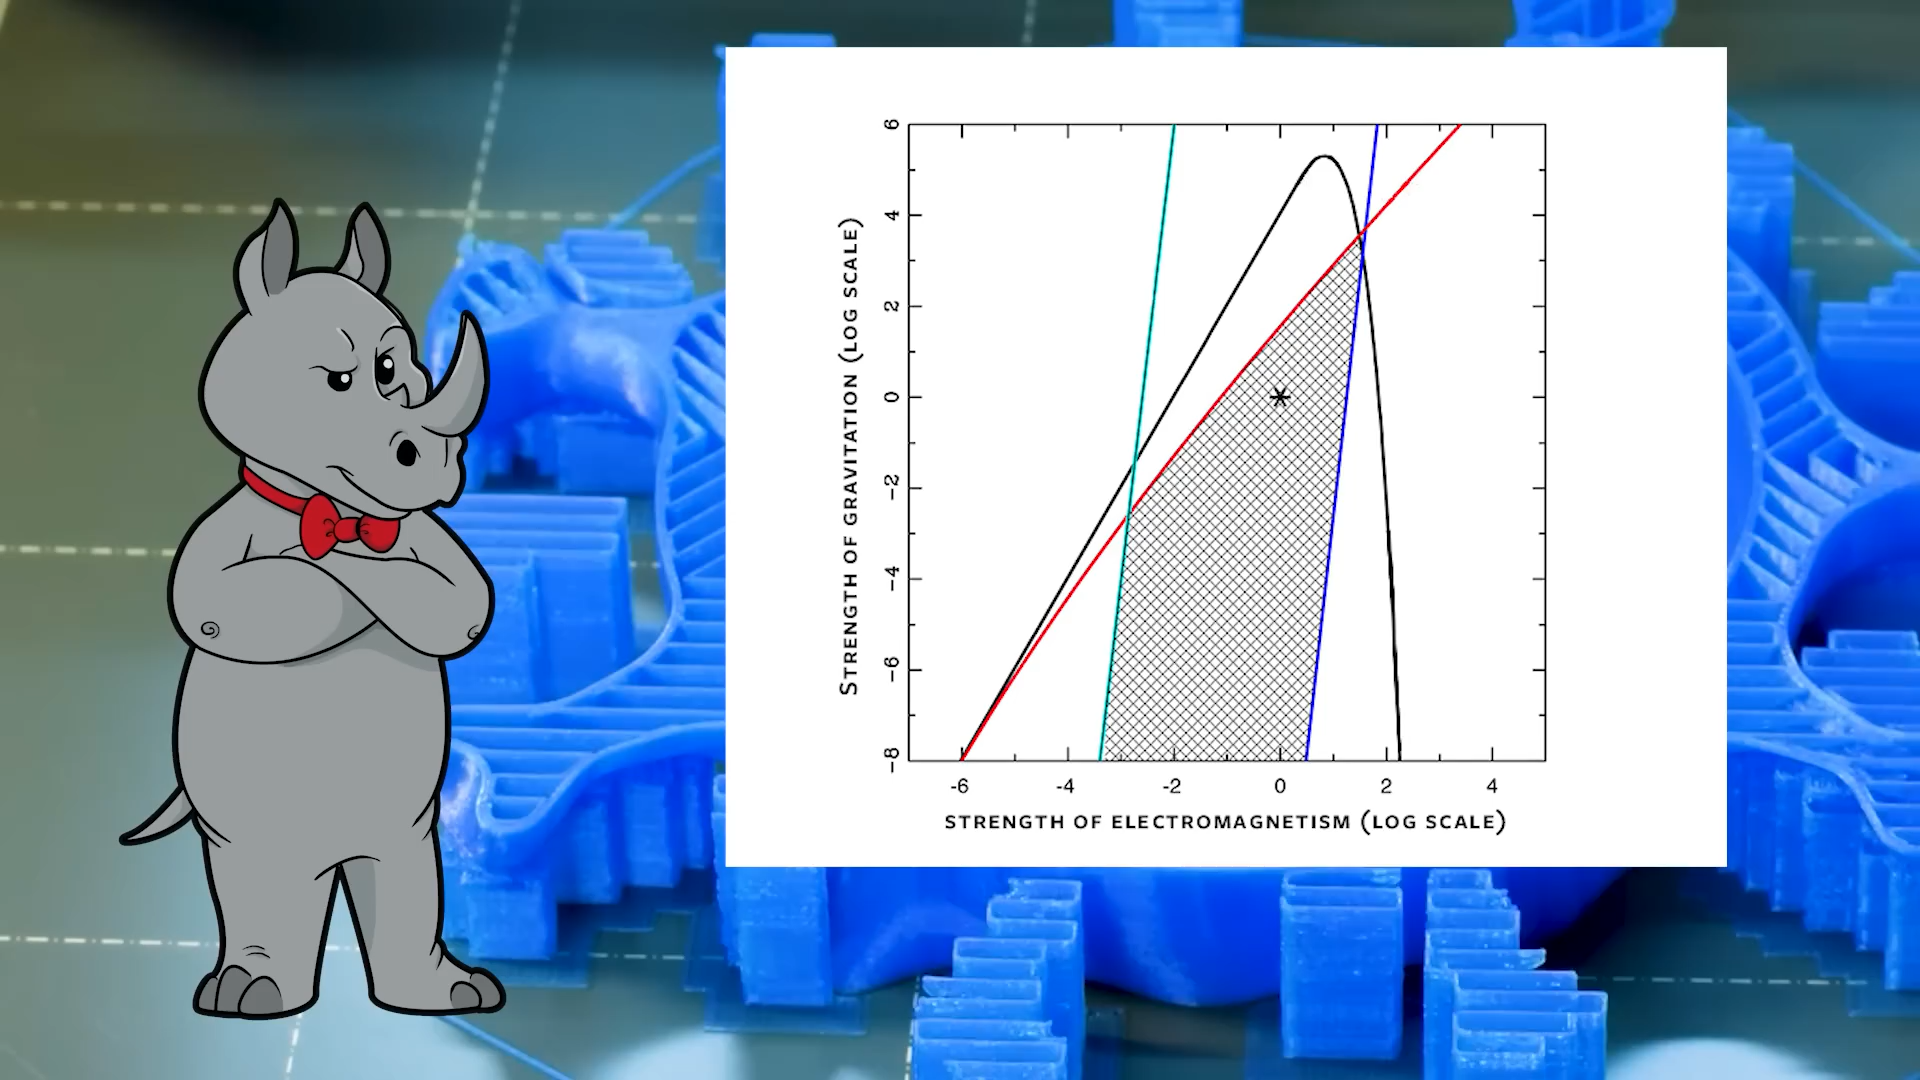 6
4
2
0
-2
-4
-6
-8
STRENGTH OF GRAVITATION (LOG SCALE)
-6 -4 -2 0 2 4
STRENGTH OF ELECTROMAGNETISM (LOG SCALE)